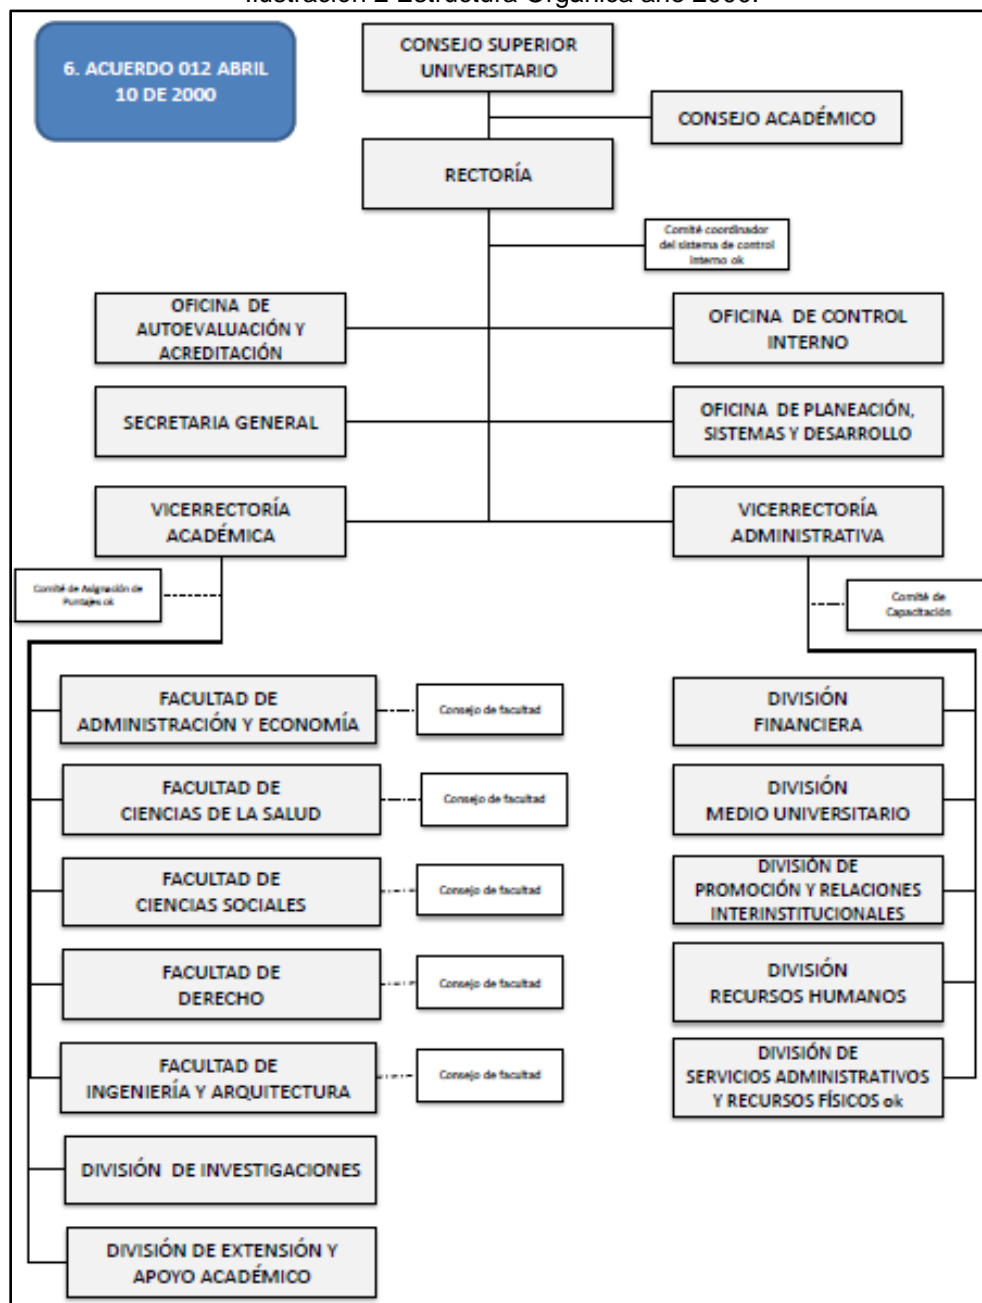 Ilustración 2 Estructura Orgánica año 2000.
6. ACUERDO 012 ABRIL
10 DE 2000
CONSEJO SUPERIOR
UNIVERSITARIO
CONSEJO ACADÉMICO
RECTORÍA
Comité coordinador
del sistema de control
interno ok
OFICINA DE
AUTOEVALUACIÓN Y
ACREDITACIÓN
OFICINA DE CONTROL
INTERNO
SECRETARIA GENERAL
OFICINA DE PLANEACIÓN,
SISTEMAS Y DESARROLLO
VICERRECTORÍA
ACADÉMICA
VICERRECTORÍA
ADMINISTRATIVA
Comité de Asignación de
Puntajes ok
Comité de
Capacitación
FACULTAD DE
ADMINISTRACIÓN Y ECONOMÍA
Consejo de facultad
DIVISIÓN
FINANCIERA
FACULTAD DE
CIENCIAS DE LA SALUD
Consejo de facultad
DIVISIÓN
MEDIO UNIVERSITARIO
FACULTAD DE
CIENCIAS SOCIALES
Consejo de facultad
DIVISIÓN DE
PROMOCIÓN Y RELACIONES
INTERINSTITUCIONALES
FACULTAD DE
DERECHO
Consejo de facultad
DIVISIÓN
RECURSOS HUMANOS
FACULTAD DE
INGENIERÍA Y ARQUITECTURA
Consejo de facultad
DIVISIÓN DE
SERVICIOS ADMINISTRATIVOS
Y RECURSOS FÍSICOS ok
DIVISIÓN DE INVESTIGACIONES
DIVISIÓN DE EXTENSIÓN Y
APOYO ACADÉMICO